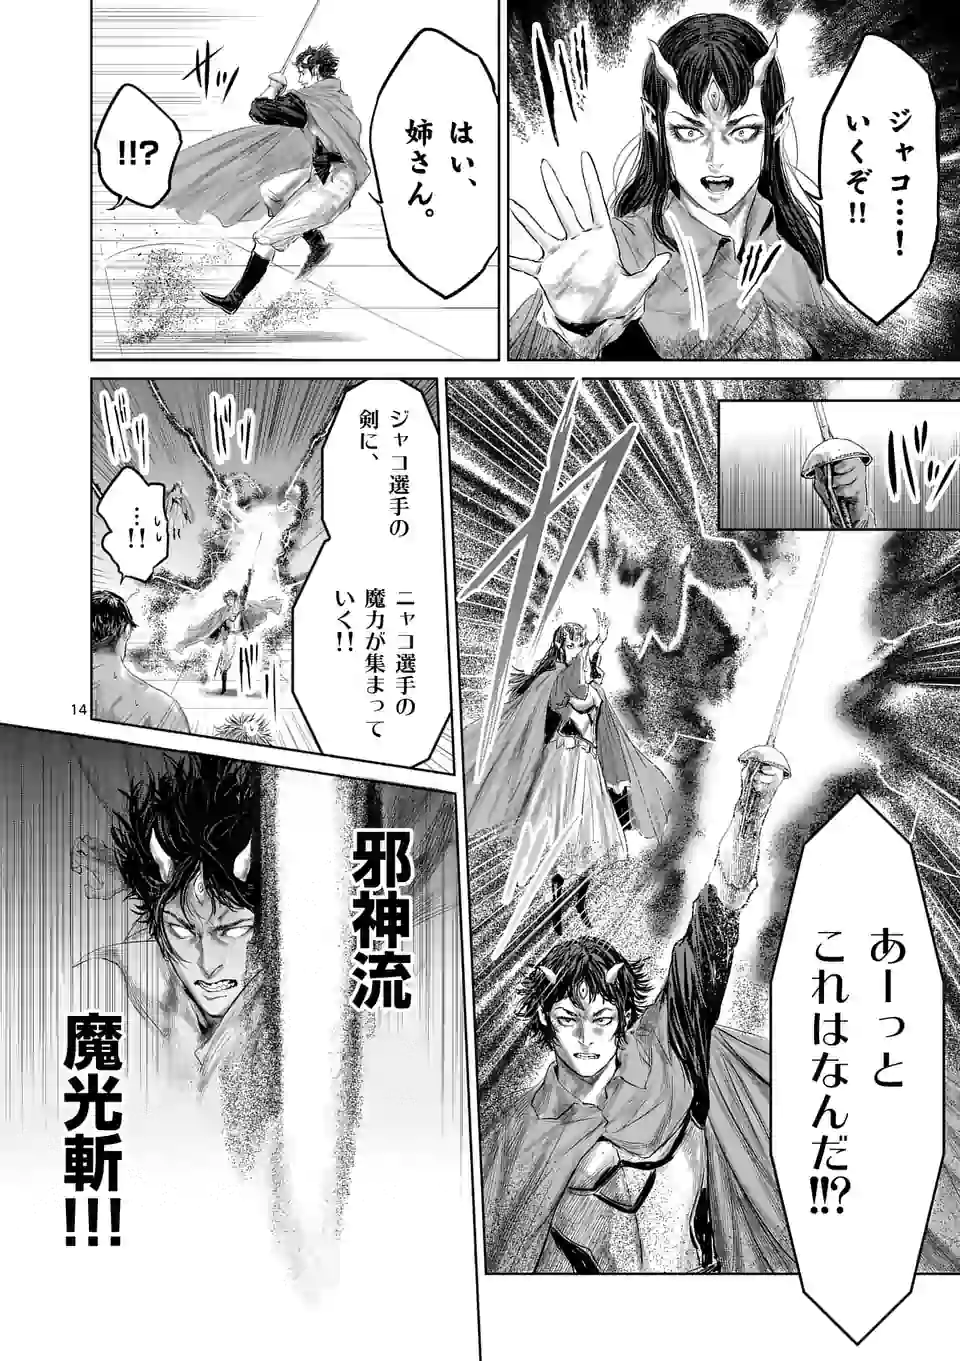 ジャコ…！
いくぞ!!
はい、
姉さん。
ザッ
!!?
バッ
あーっと
これはなんだ!!?
ジャコ選手の
剣に、
ニャコ選手の
魔力が集まって
いく!!
…!!
邪神流
魔光斬!!!
14